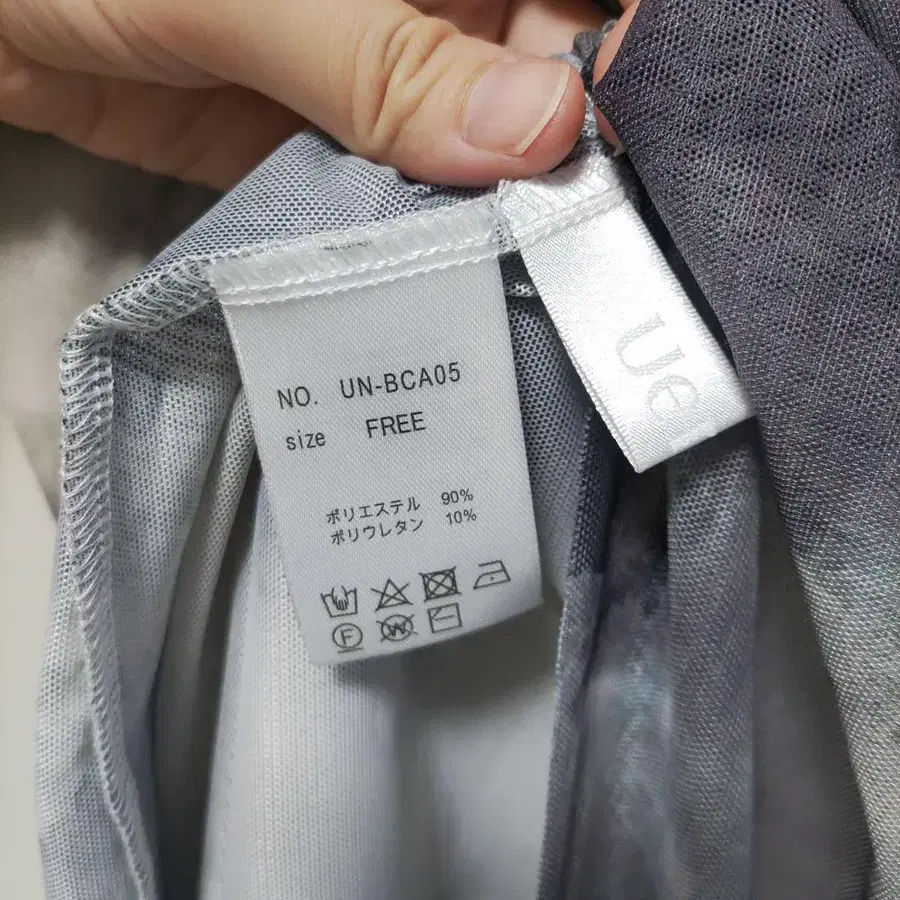 NO. UN-BCA05
size FREE
ポリエステル 90%
ポリウレタン 10%
F
W
ue